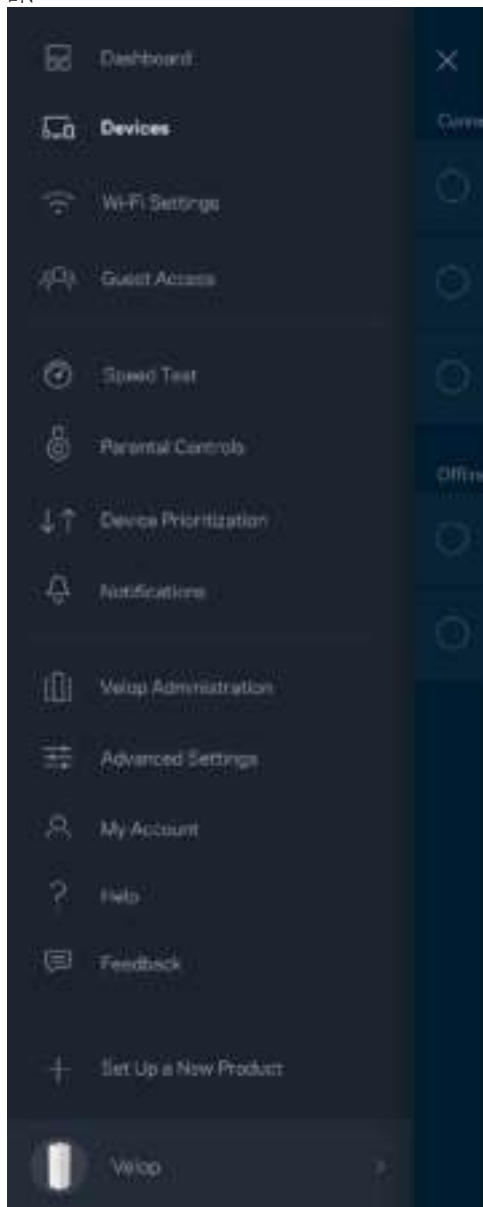 Dashboard
Devices
Wi-Fi Settings
Guest Access
Speed Test
Parental Controls
Device Prioritization
Notifications
Velop Administration
Advanced Settings
My Account
Help
Feedback
Set Up a New Product
Velop